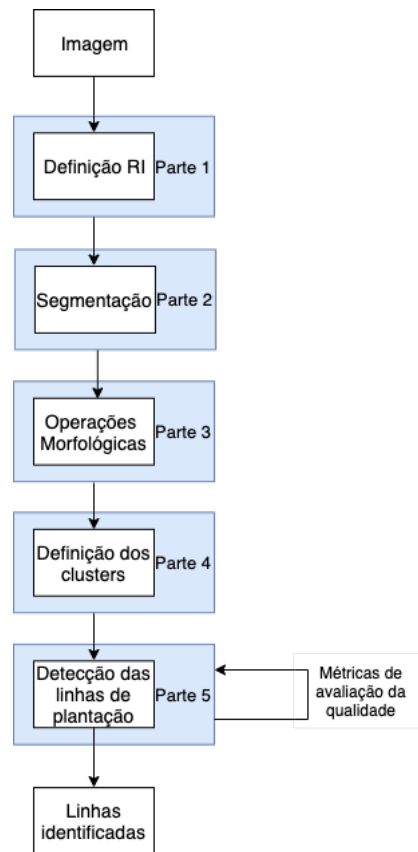 Imagem
Definição RI
Parte 1
Segmentação
Parte 2
Operações
Morfológicas
Parte 3
Definição dos
clusters
Parte 4
Detecção das
linhas de
plantação
Parte 5
Métricas de
avaliação da
qualidade
Linhas
identificadas